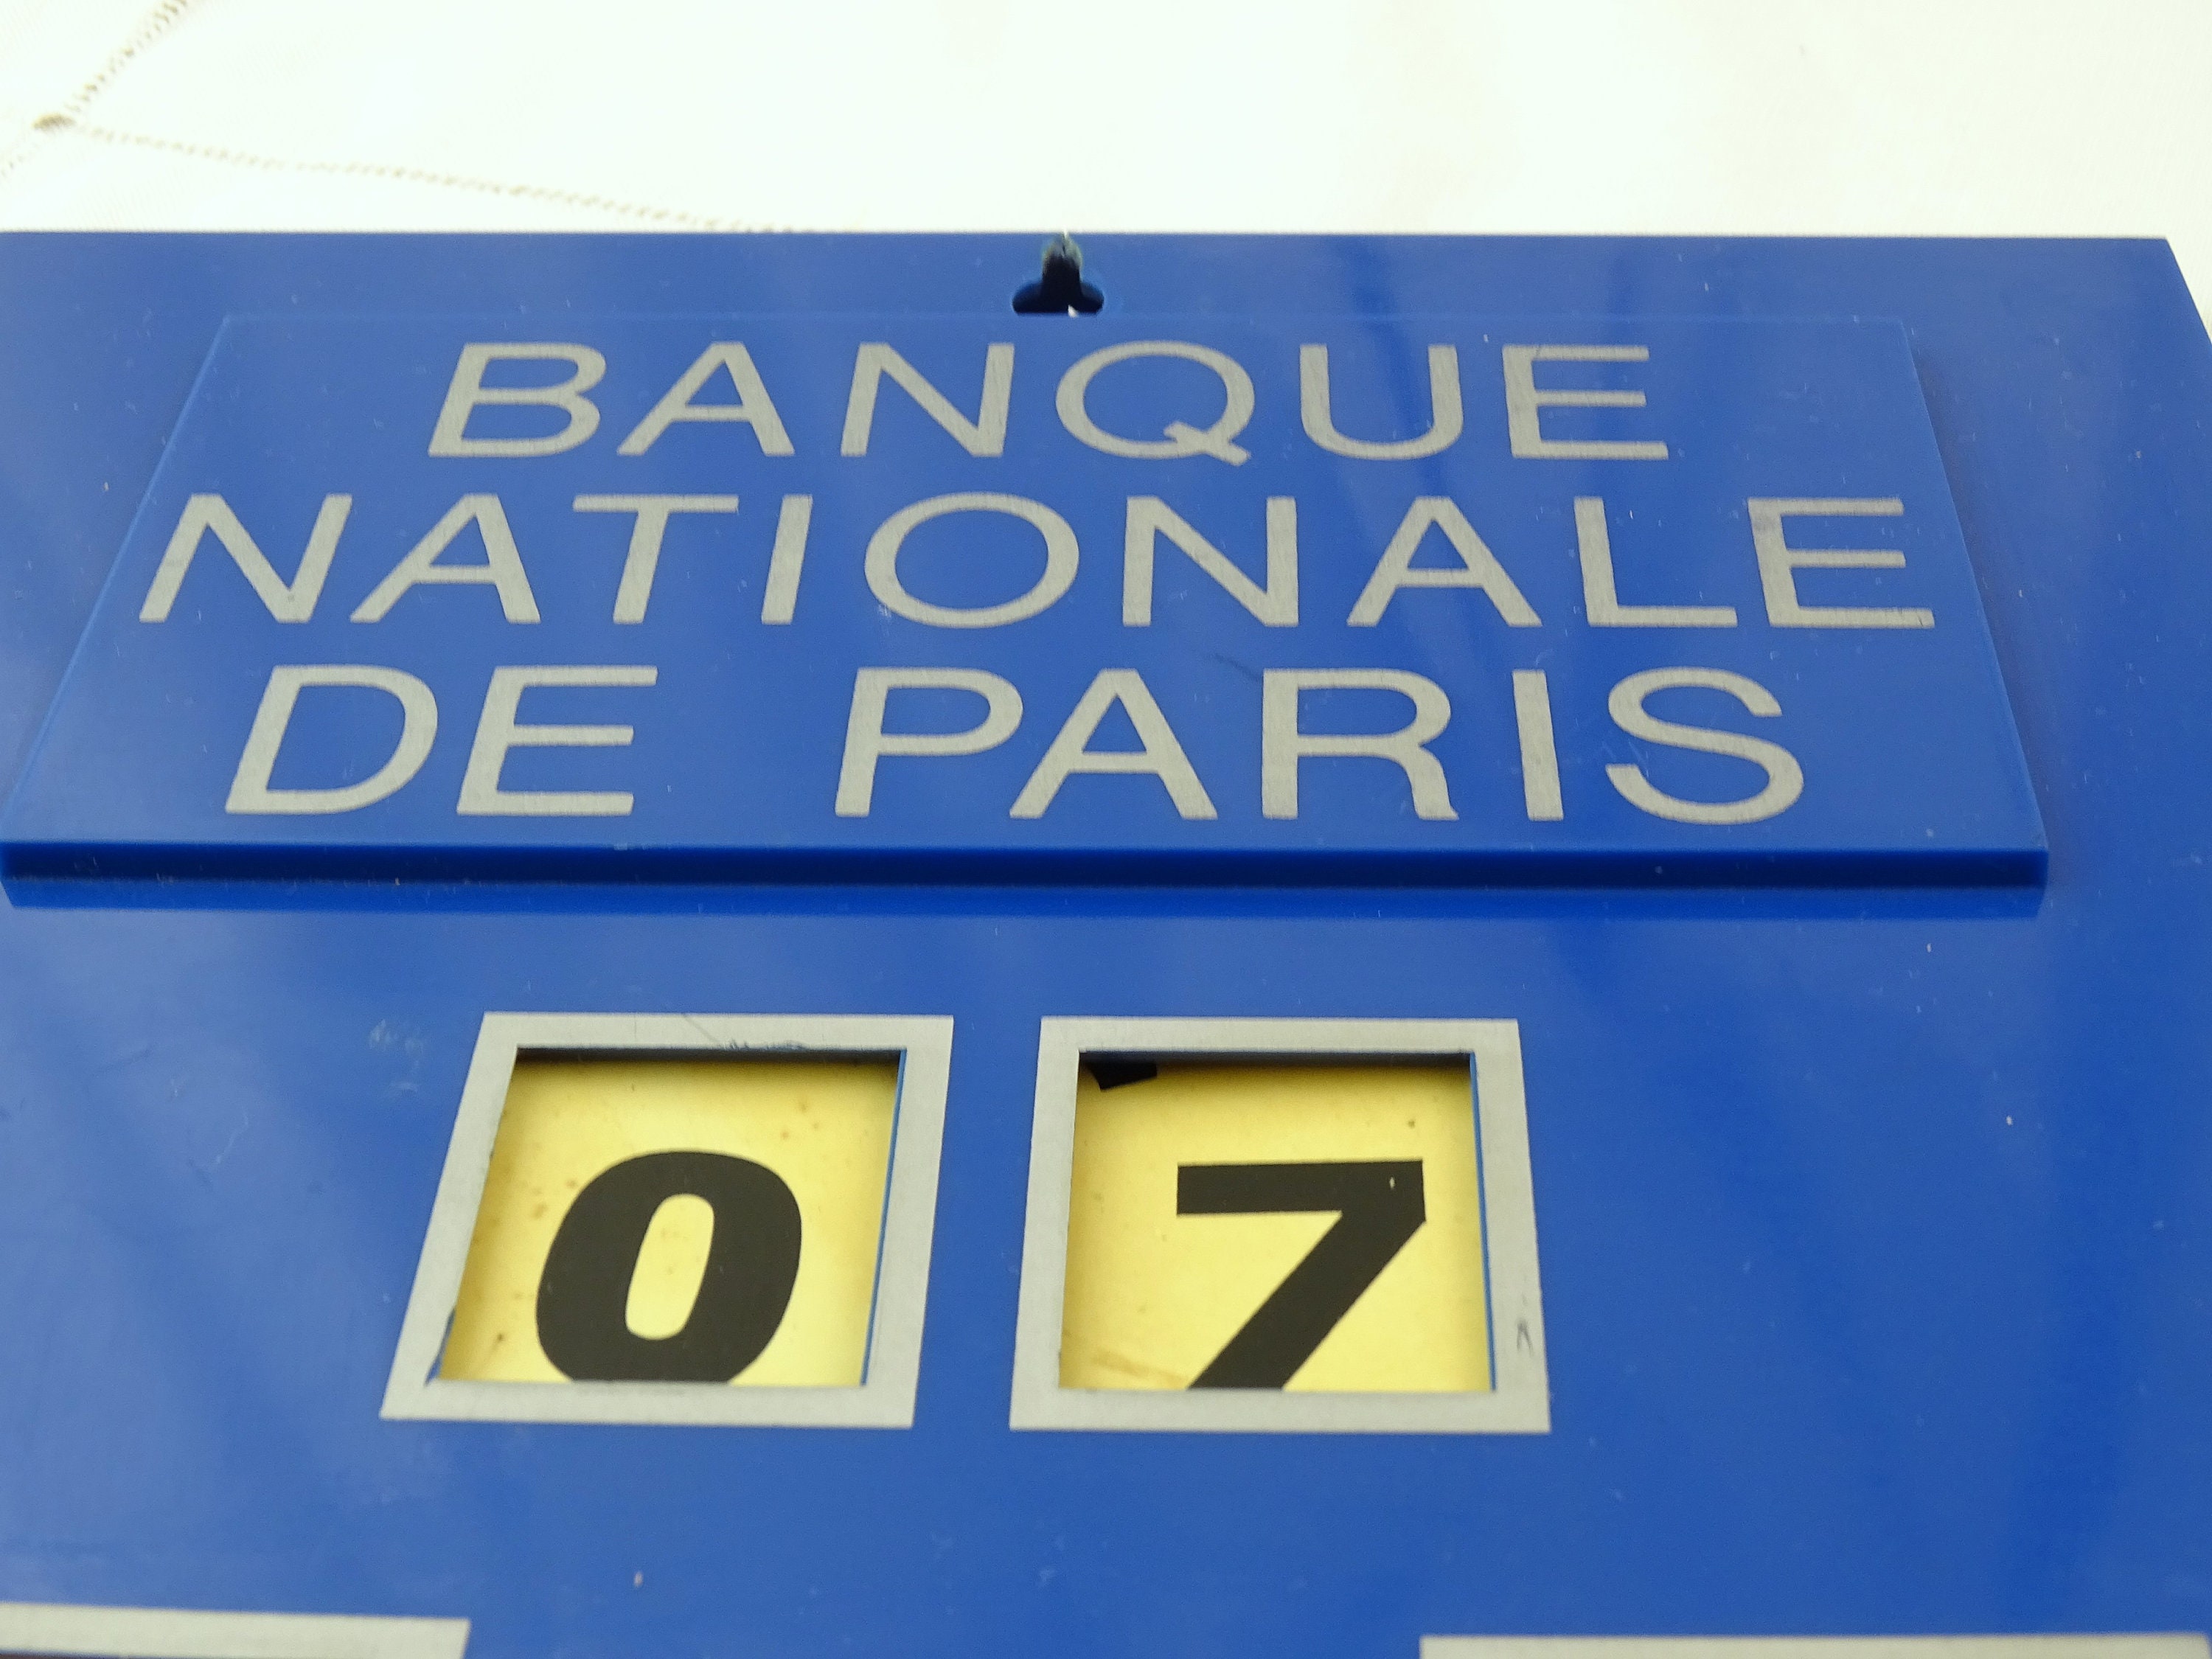 BANQUE
NATIONALE
DE PARIS
0 7